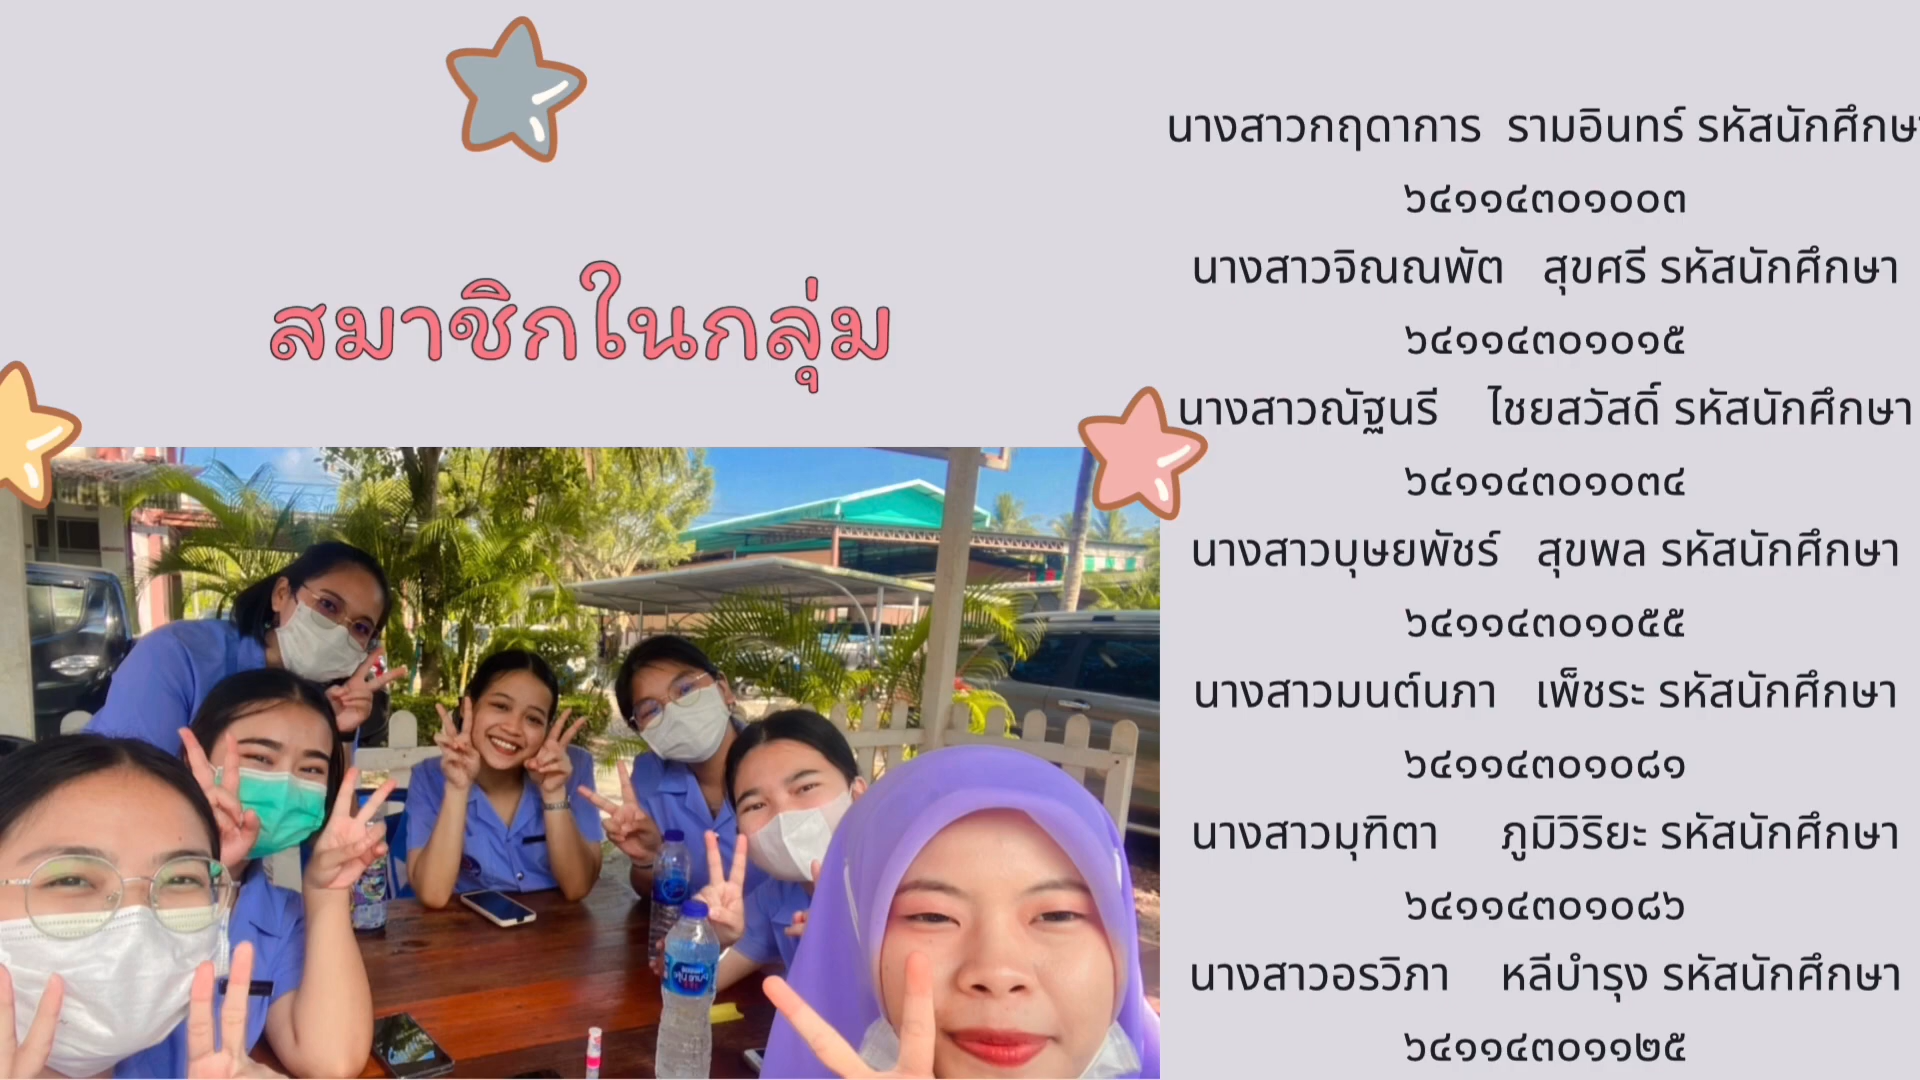 สมาชิกในกลุ่ม
นางสาวกฤดาการ รามอินทร์ รหัสนักศึกษา
๖๔๑๑๔๓๐๑๐๐๓
นางสาวจิณณพัต สุขศรี รหัสนักศึกษา
๖๔๑๑๔๓๐๑๐๑๕
นางสาวณัฐนรี ไชยสวัสดิ์ รหัสนักศึกษา
๖๔๑๑๔๓๐๑๐๓๔
นางสาวบุษยพัชร์ สุขพล รหัสนักศึกษา
๖๔๑๑๔๓๐๑๐๕๕
นางสาวมนต์นภา เพ็ชระ รหัสนักศึกษา
๖๔๑๑๔๓๐๑๐๘๑
นางสาวมุฑิตา ภูมิวิริยะ รหัสนักศึกษา
๖๔๑๑๔๓๐๑๐๘๖
นางสาวอรวิภา หลีบำรุง รหัสนักศึกษา
๖๔๑๑๔๓๐๑๑๒๕